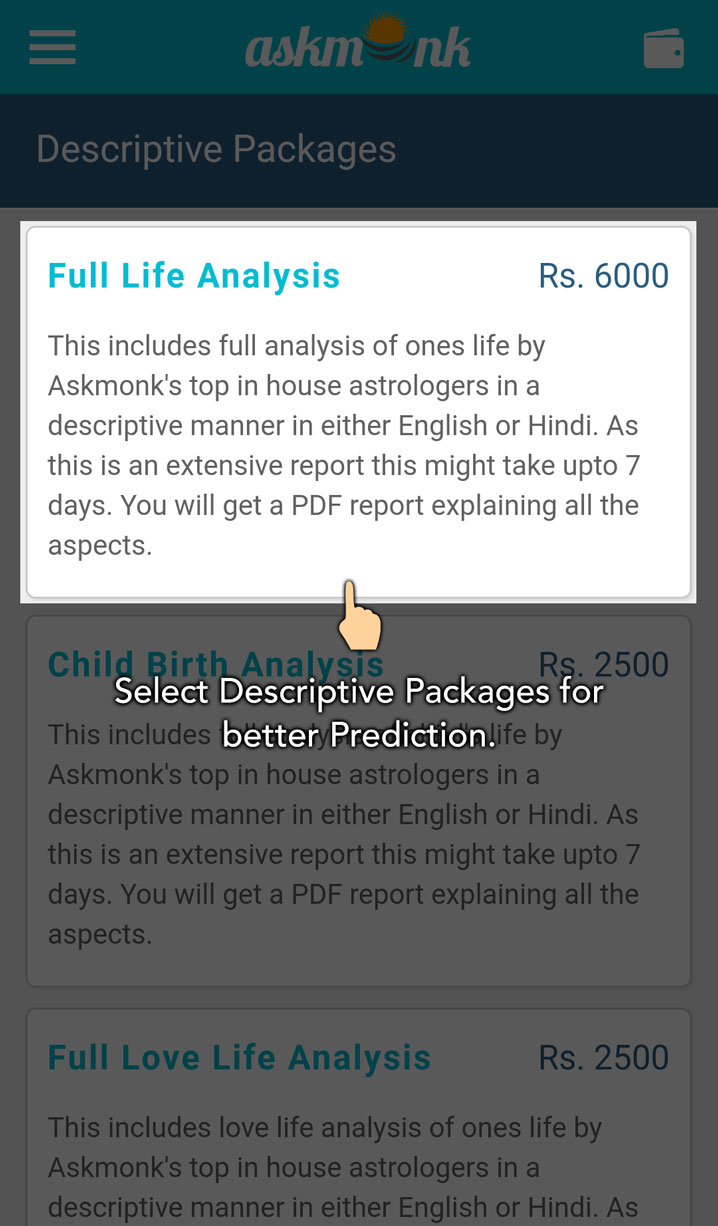 askmonk
Descriptive Packages
Full Life Analysis Rs. 6000
This includes full analysis of ones life by
Askmonk's top in house astrologers in a
descriptive manner in either English or Hindi. As
this is an extensive report this might take upto 7
days. You will get a PDF report explaining all the
aspects.
Child Birth Analysis Rs. 2500
Select Descriptive Packages for
better Prediction.
This includes life by
Askmonk's top in house astrologers in a
descriptive manner in either English or Hindi. As
this is an extensive report this might take upto 7
days. You will get a PDF report explaining all the
aspects.
Full Love Life Analysis Rs. 2500
This includes love life analysis of ones life by
Askmonk's top in house astrologers in a
descriptive manner in either English or Hindi. As